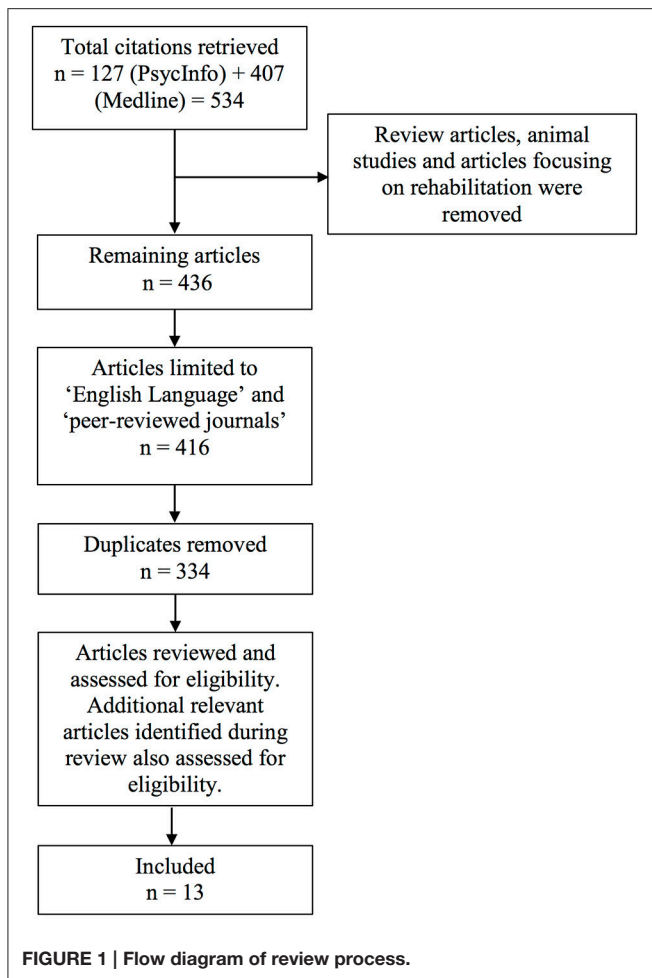 Total citations retrieved
n = 127 (PsycInfo) + 407
(Medline) = 534
Review articles, animal
studies and articles focusing
on rehabilitation were
removed
Remaining articles
n = 436
Articles limited to
‘English Language’ and
‘peer-reviewed journals’
n = 416
Duplicates removed
n = 334
Articles reviewed and
assessed for eligibility.
Additional relevant
articles identified during
review also assessed for
eligibility.
Included
n = 13
FIGURE 1 | Flow diagram of review process.